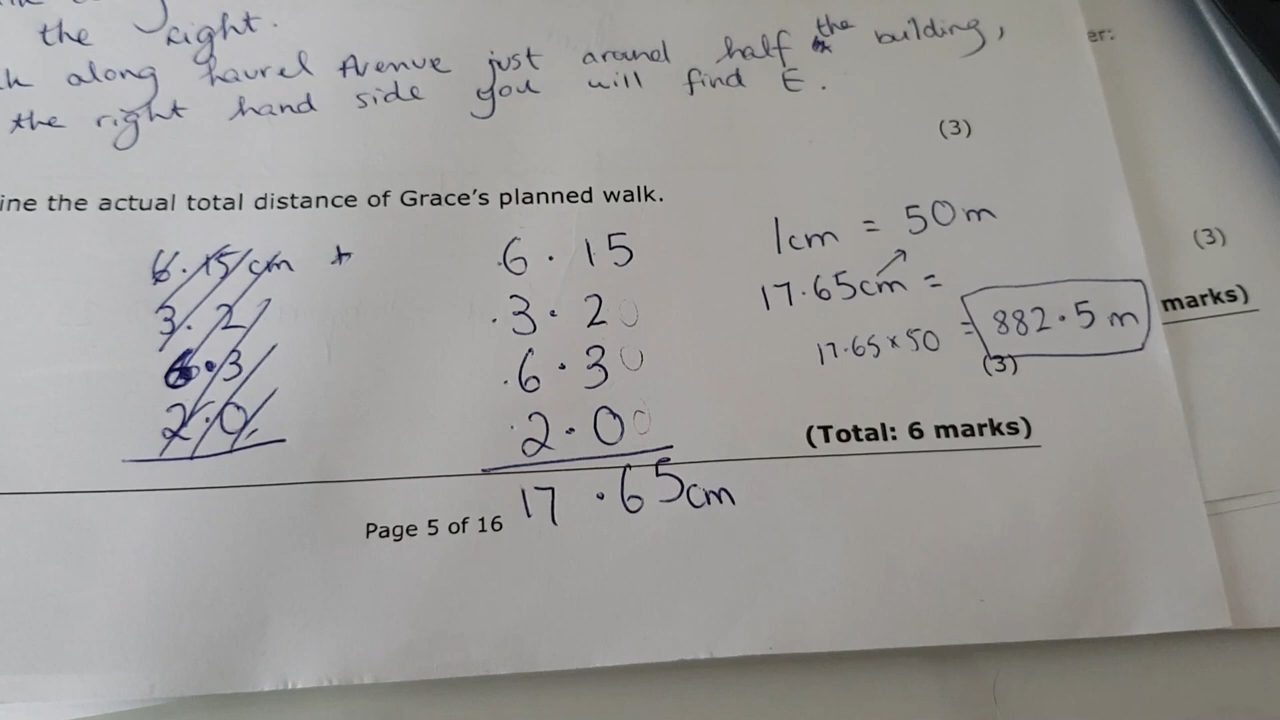 the right.
along Laurel Avenue just around half the building,
the right hand side you will find E.
(3)
ine the actual total distance of Grace's planned walk.
6.15 cm +
3.2
6.3
2.0
6.15
3.20
6.30
2.00
17.65cm
1cm = 50m
17.65cm =
17.65 x 50 = 882.5 m
(3)
(Total: 6 marks)
Page 5 of 16
er:
(3)
marks)